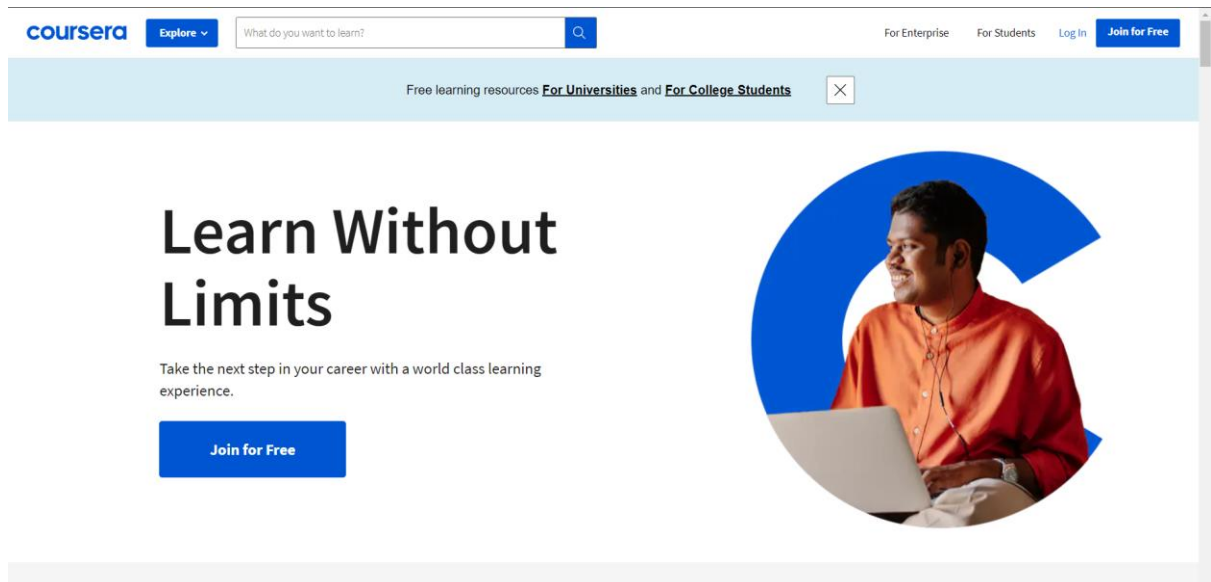 coursera
Explore
What do you want to learn?
For Enterprise
For Students
Log In
Join for Free
Free learning resources For Universities and For College Students
Learn Without
Limits
Take the next step in your career with a world class learning
experience.
Join for Free